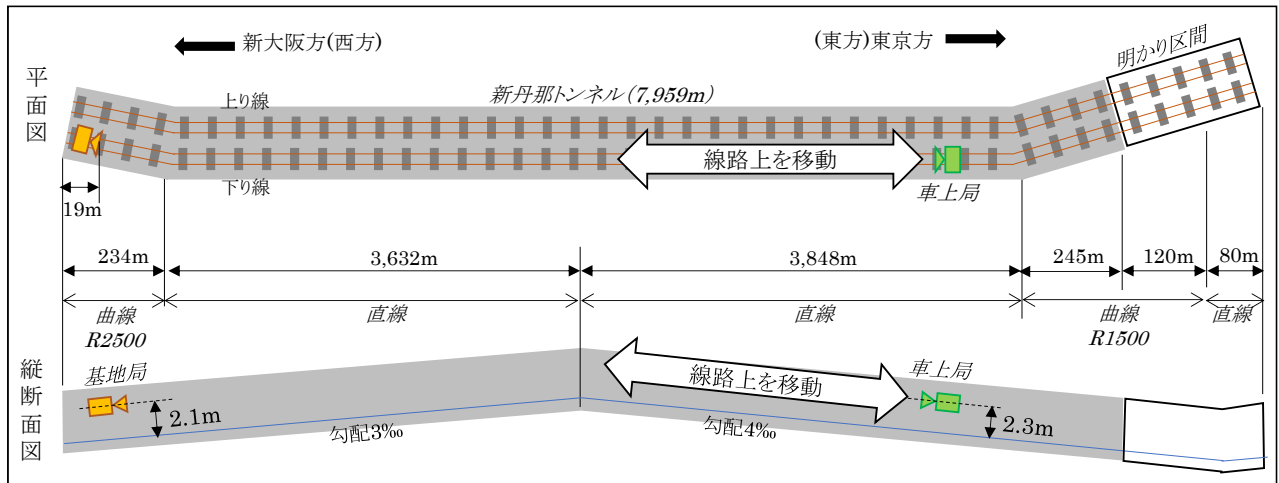 新大阪方(西方)
(東方)東京方
明かり区間
平面図
新丹那トンネル(7,959m)
上り線
線路上を移動
下り線
車上局
19m
234m
3,632m
3,848m
245m
120m
80m
曲線
R2500
直線
直線
曲線
R1500
直線
縦断面図
基地局
線路上を移動
車上局
2.1m
2.3m
勾配3‰
勾配4‰